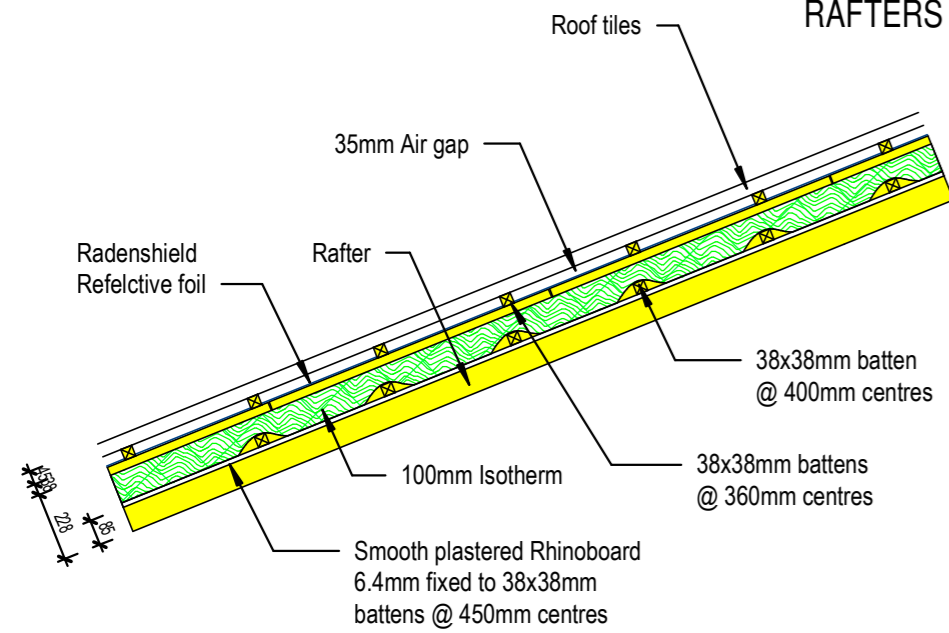 RAFTERS
Roof tiles
35mm Air gap
Radenshield
Refelctive foil
Rafter
38x38mm batten
@ 400mm centres
38x38mm battens
@ 360mm centres
100mm Isotherm
228
85
Smooth plastered Rhinoboard
6.4mm fixed to 38x38mm
battens @ 450mm centres